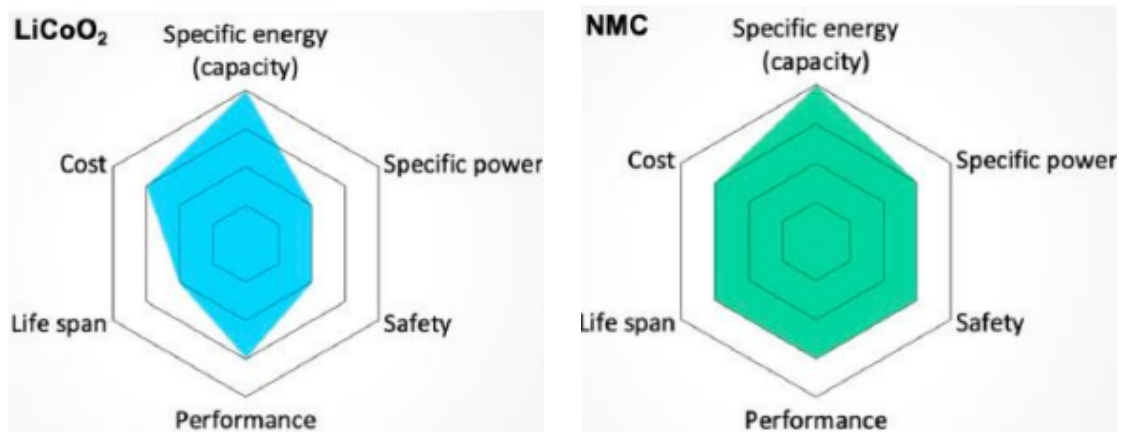 LiCoO₂
Specific energy
(capacity)
Cost
Specific power
Life span
Safety
Performance
NMC
Specific energy
(capacity)
Cost
Specific power
Life span
Safety
Performance